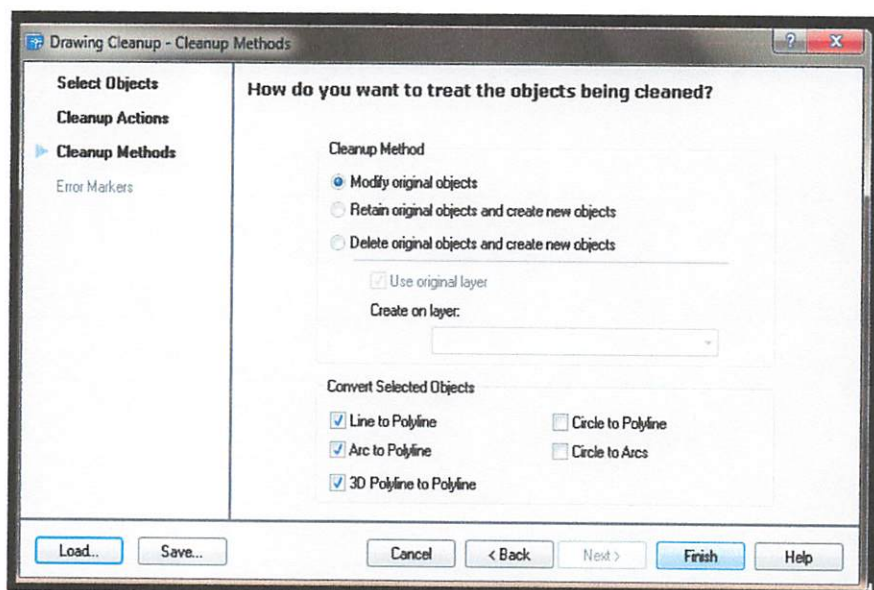 Drawing Cleanup - Cleanup Methods
?
X
Select Objects
Cleanup Actions
Cleanup Methods
Error Markers
How do you want to treat the objects being cleaned?
Cleanup Method
Modify original objects
Retain original objects and create new objects
Delete original objects and create new objects
Use original layer
Create on layer:
Convert Selected Objects
Line to Polyline
Circle to Polyline
Arc to Polyline
Circle to Arcs
3D Polyline to Polyline
Load...
Save...
Cancel
< Back
Next >
Finish
Help